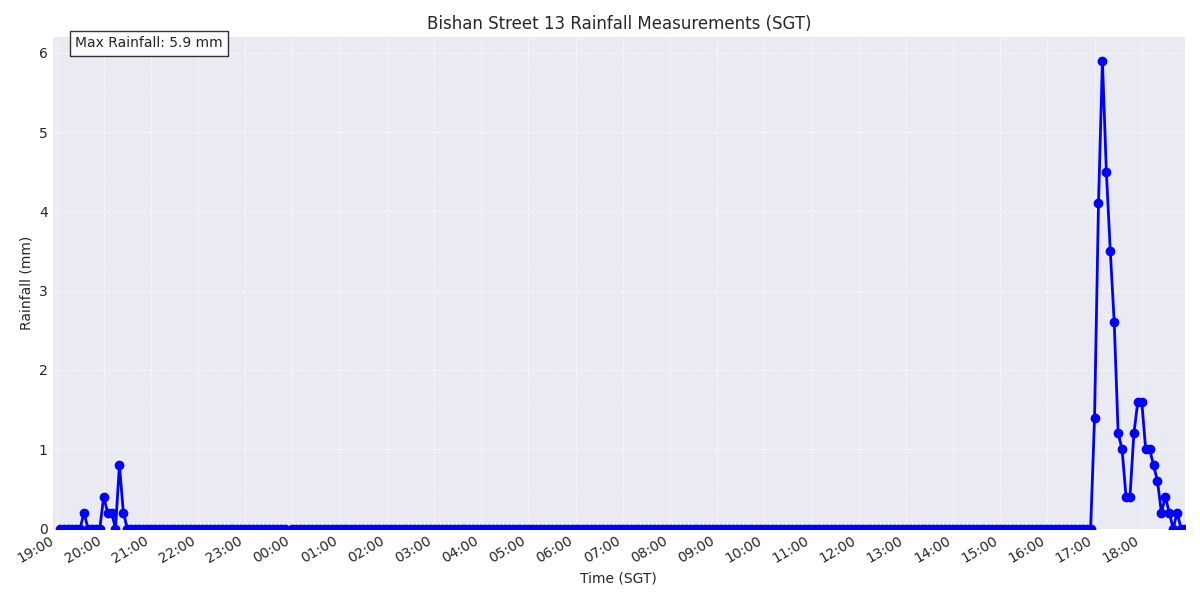 Bishan Street 13 Rainfall Measurements (SGT)
Max Rainfall: 5.9 mm
Rainfall (mm)
6
5
4
3
2
1
0
19:00 20:00 21:00 22:00 23:00 00:00 01:00 02:00 03:00 04:00 05:00 06:00 07:00 08:00 09:00 10:00 11:00 12:00 13:00 14:00 15:00 16:00 17:00 18:00
Time (SGT)